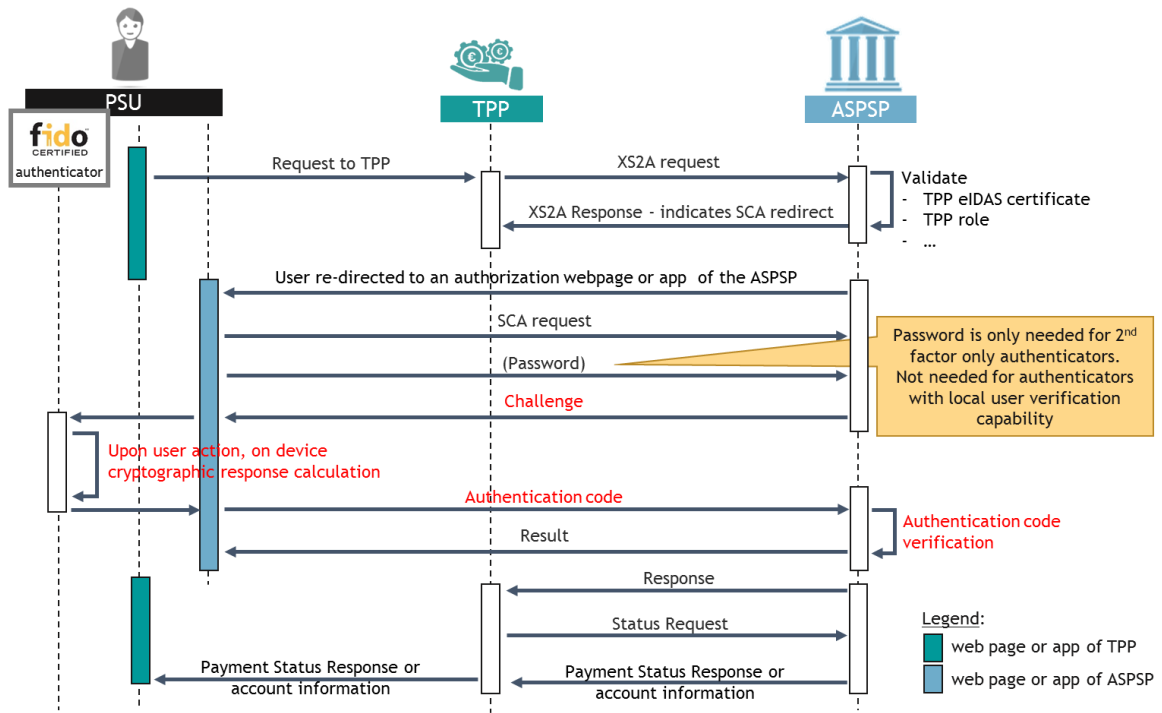 PSU
TPP
ASPSP
fido
CERTIFIED
authenticator
Request to TPP
XS2A request
Validate
- TPP eIDAS certificate
- TPP role
- ...
XS2A Response - indicates SCA redirect
User re-directed to an authorization webpage or app of the ASPSP
SCA request
(Password)
Password is only needed for 2nd
factor only authenticators.
Not needed for authenticators
with local user verification
capability
Challenge
Upon user action, on device
cryptographic response calculation
Authentication code
Authentication code
verification
Result
Response
Status Request
Payment Status Response or
account information
Payment Status Response or
account information
Legend:
web page or app of TPP
web page or app of ASPSP